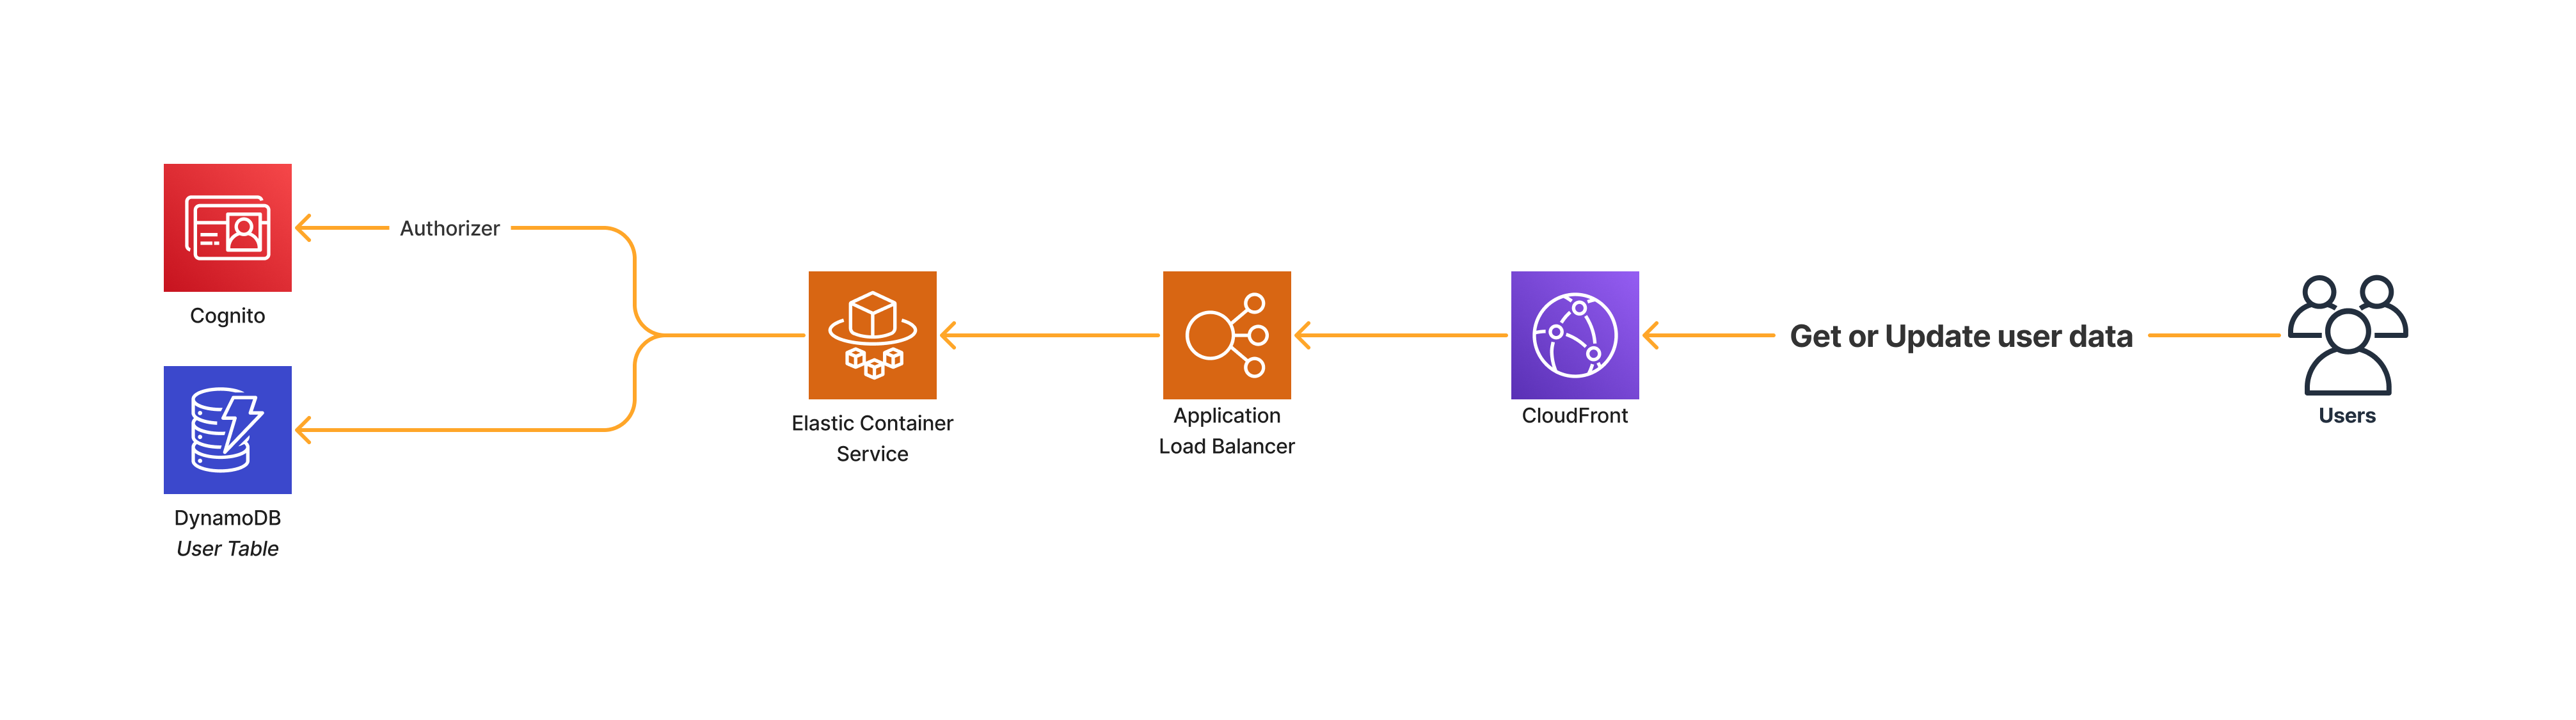 Authorizer
Cognito
DynamoDB
User Table
Elastic Container
Service
Application
Load Balancer
CloudFront
Get or Update user data
Users